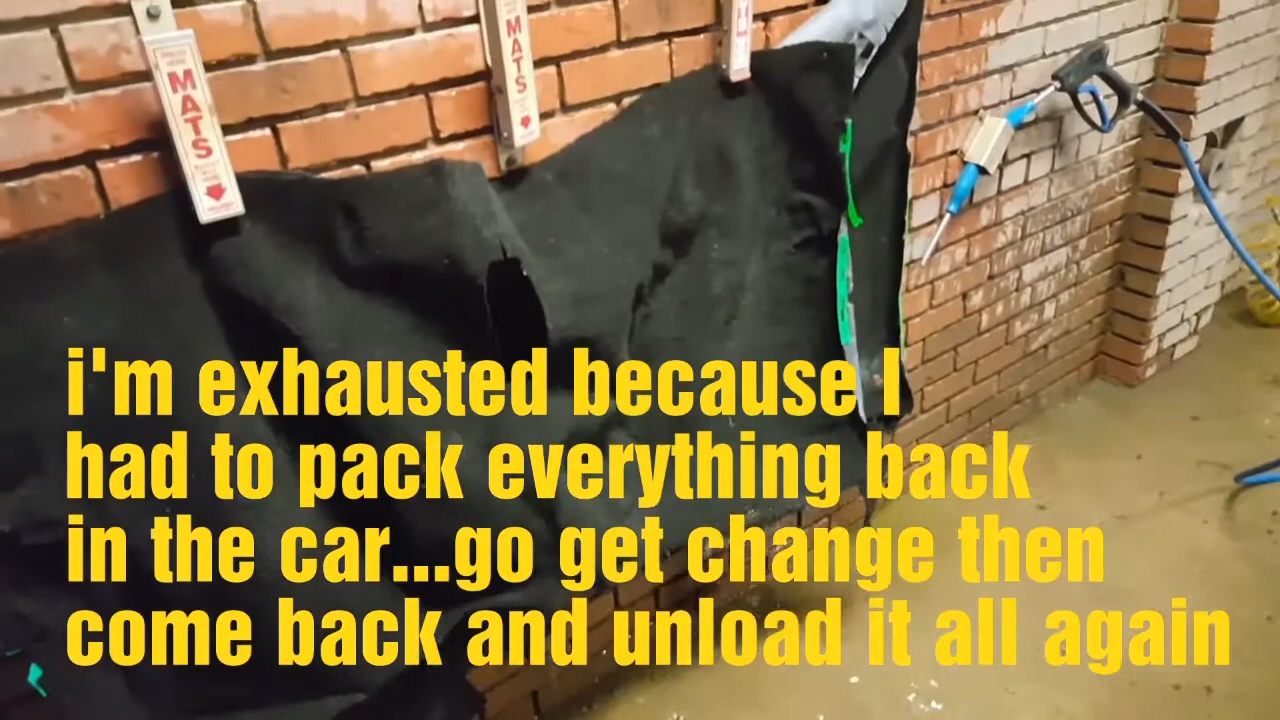 MATS
MATS
i'm exhausted because I
had to pack everything back
in the car...go get change then
come back and unload it all again